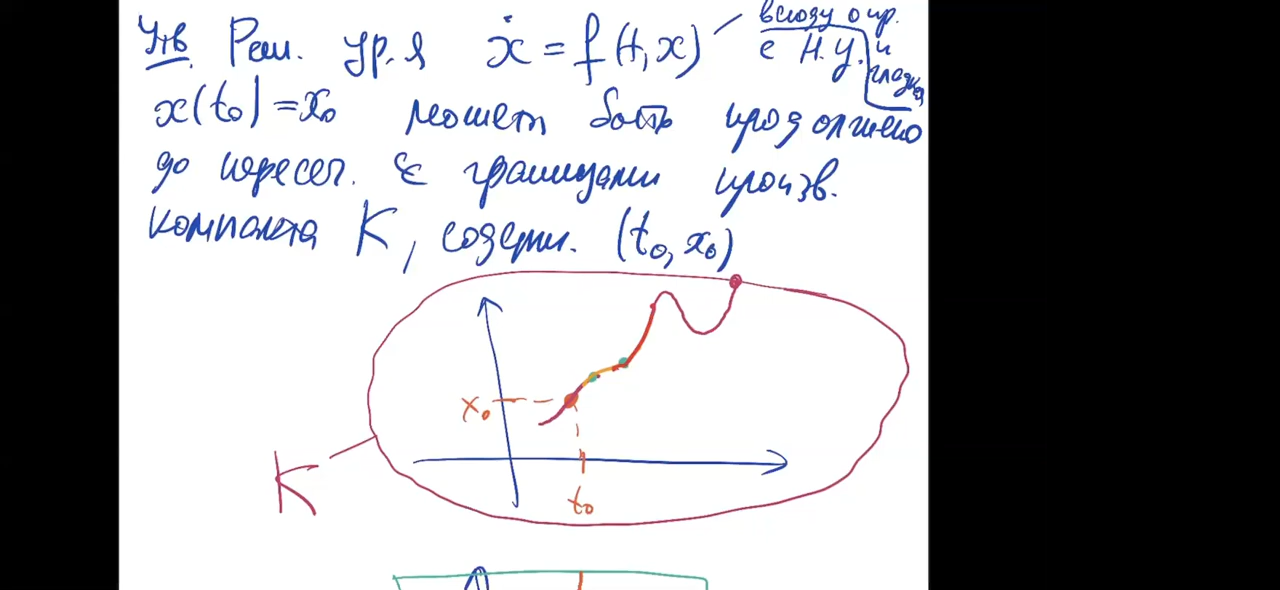 Утв. Реш. ур.я ẋ = f(t,x) всюду опр. и гладкая
с Н.У.
x(t₀) = x₀ может быть продолжено
до пересеч. с границами произв.
компакта K, содерж. (t₀, x₀)
x₀
K
t₀